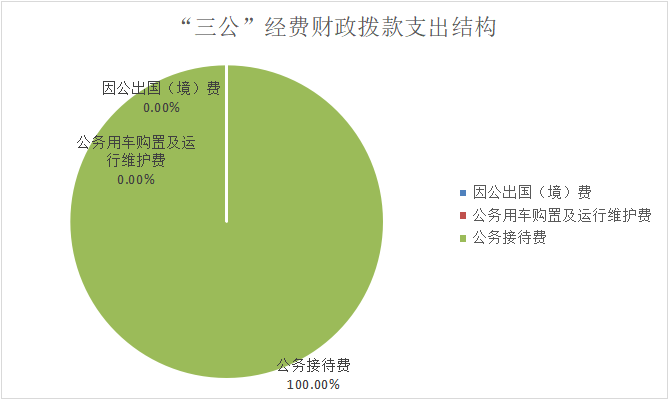 “三公”经费财政拨款支出结构
因公出国（境）费
0.00%
公务用车购置及运
行维护费
0.00%
因公出国（境）费
公务用车购置及运行维护费
公务接待费
公务接待费
100.00%